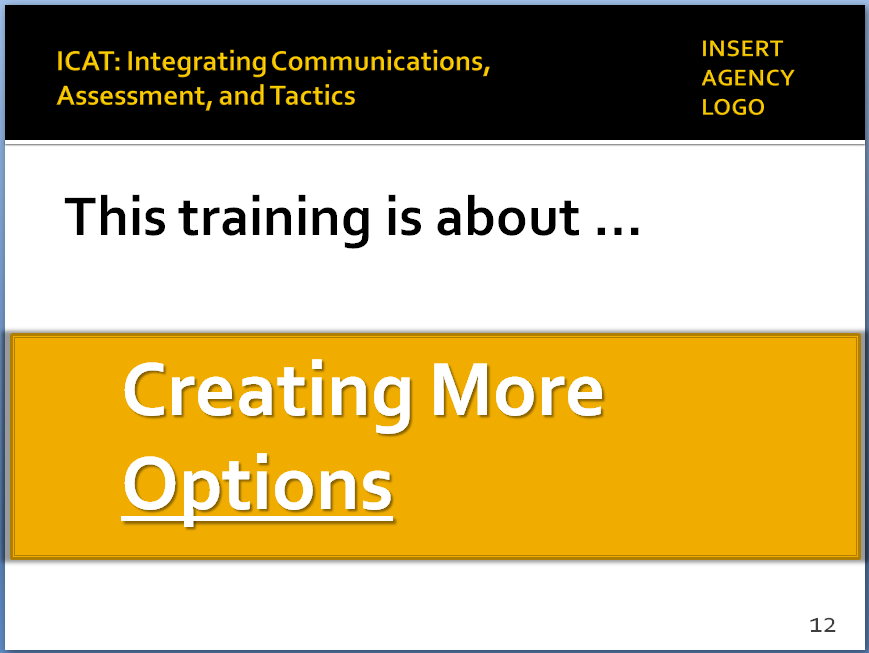 ICAT: Integrating Communications,
Assessment, and Tactics
INSERT
AGENCY
LOGO
This training is about ...
Creating More
Options
12